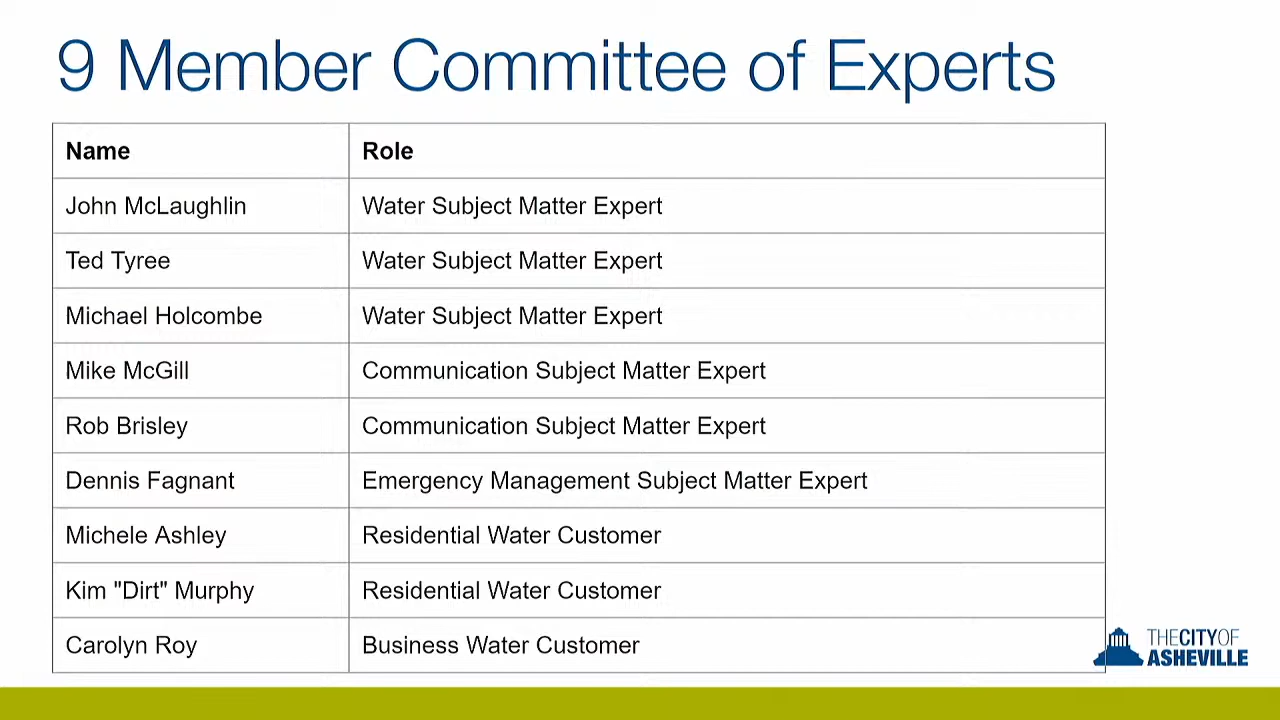 9 Member Committee of Experts
Name Role
John McLaughlin Water Subject Matter Expert
Ted Tyree Water Subject Matter Expert
Michael Holcombe Water Subject Matter Expert
Mike McGill Communication Subject Matter Expert
Rob Brisley Communication Subject Matter Expert
Dennis Fagnant Emergency Management Subject Matter Expert
Michele Ashley Residential Water Customer
Kim "Dirt" Murphy Residential Water Customer
Carolyn Roy Business Water Customer
THE CITY OF
ASHEVILLE